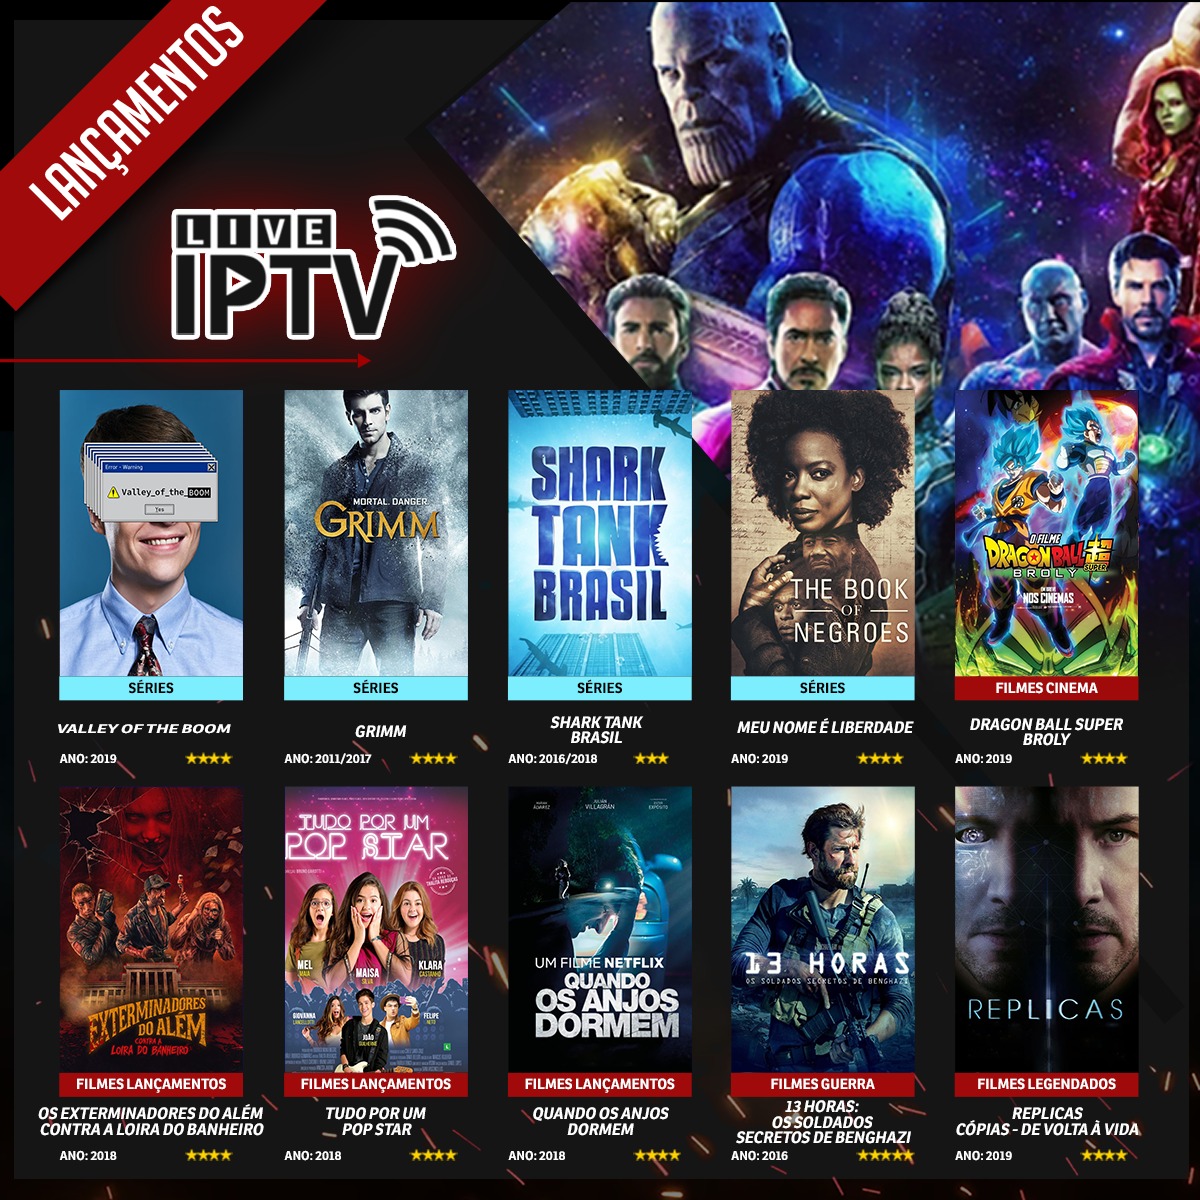 LANÇAMENTOS
LIVE
IPTV
Error - Warning
Valley_of_the_BOOM
Yes
MORTAL. DANGER.
GRIMM
SHARK
TANK
BRASIL
THE BOOK
OF
NEGROES
O FILME
DRAGON BALL
SUPER
BROLY
NOS CINEMAS
SÉRIES
SÉRIES
SÉRIES
SÉRIES
FILMES CINEMA
VALLEY OF THE BOOM
GRIMM
SHARK TANK
BRASIL
MEU NOME É LIBERDADE
DRAGON BALL SUPER
BROLY
ANO: 2019
ANO: 2011/2017
ANO: 2016/2018
ANO: 2019
ANO: 2019
EXTERMINADORES
DO ALÉM
CONTRA A
LOIRA DO BANHEIRO
TUDO POR UM
POP STAR
MEL
MAIA
MAISA
SILVA
KLARA
CASTANHO
GIOVANNA
JOÃO
GUILHERME
FELIPE
NETO
JULIÁN
VILLAGRÁN
UM FILME NETFLIX
QUANDO
OS ANJOS
DORMEM
13 HORAS
OS SOLDADOS SECRETOS DE BENGHAZI
REPLICAS
FILMES LANÇAMENTOS
FILMES LANÇAMENTOS
FILMES LANÇAMENTOS
FILMES GUERRA
FILMES LEGENDADOS
OS EXTERMINADORES DO ALÉM
CONTRA A LOIRA DO BANHEIRO
TUDO POR UM
POP STAR
QUANDO OS ANJOS
DORMEM
13 HORAS:
OS SOLDADOS
SECRETOS DE BENGHAZI
REPLICAS
CÓPIAS - DE VOLTA À VIDA
ANO: 2018
ANO: 2018
ANO: 2018
ANO: 2016
ANO: 2019